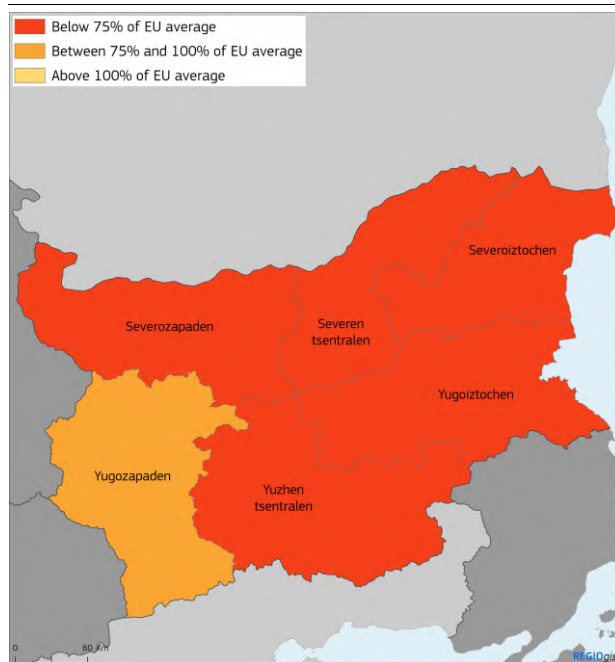 Below 75% of EU average
Between 75% and 100% of EU average
Above 100% of EU average
Severoiztochen
Severozapaden
Severen
tsentralen
Yugoiztochen
Yugozapaden
Yuzhen
tsentralen
0 60 Km
REGIOgis